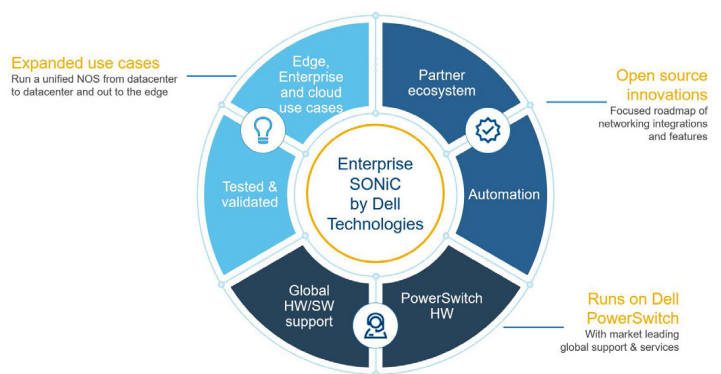 Expanded use cases
Run a unified NOS from datacenter
to datacenter and out to the edge
Edge,
Enterprise
and cloud
use cases
Partner
ecosystem
Open source
innovations
Focused roadmap of
networking integrations
and features
Tested &
validated
Enterprise
SONiC
by Dell
Technologies
Automation
Global
HW/SW
support
PowerSwitch
HW
Runs on Dell
PowerSwitch
With market leading
global support & services